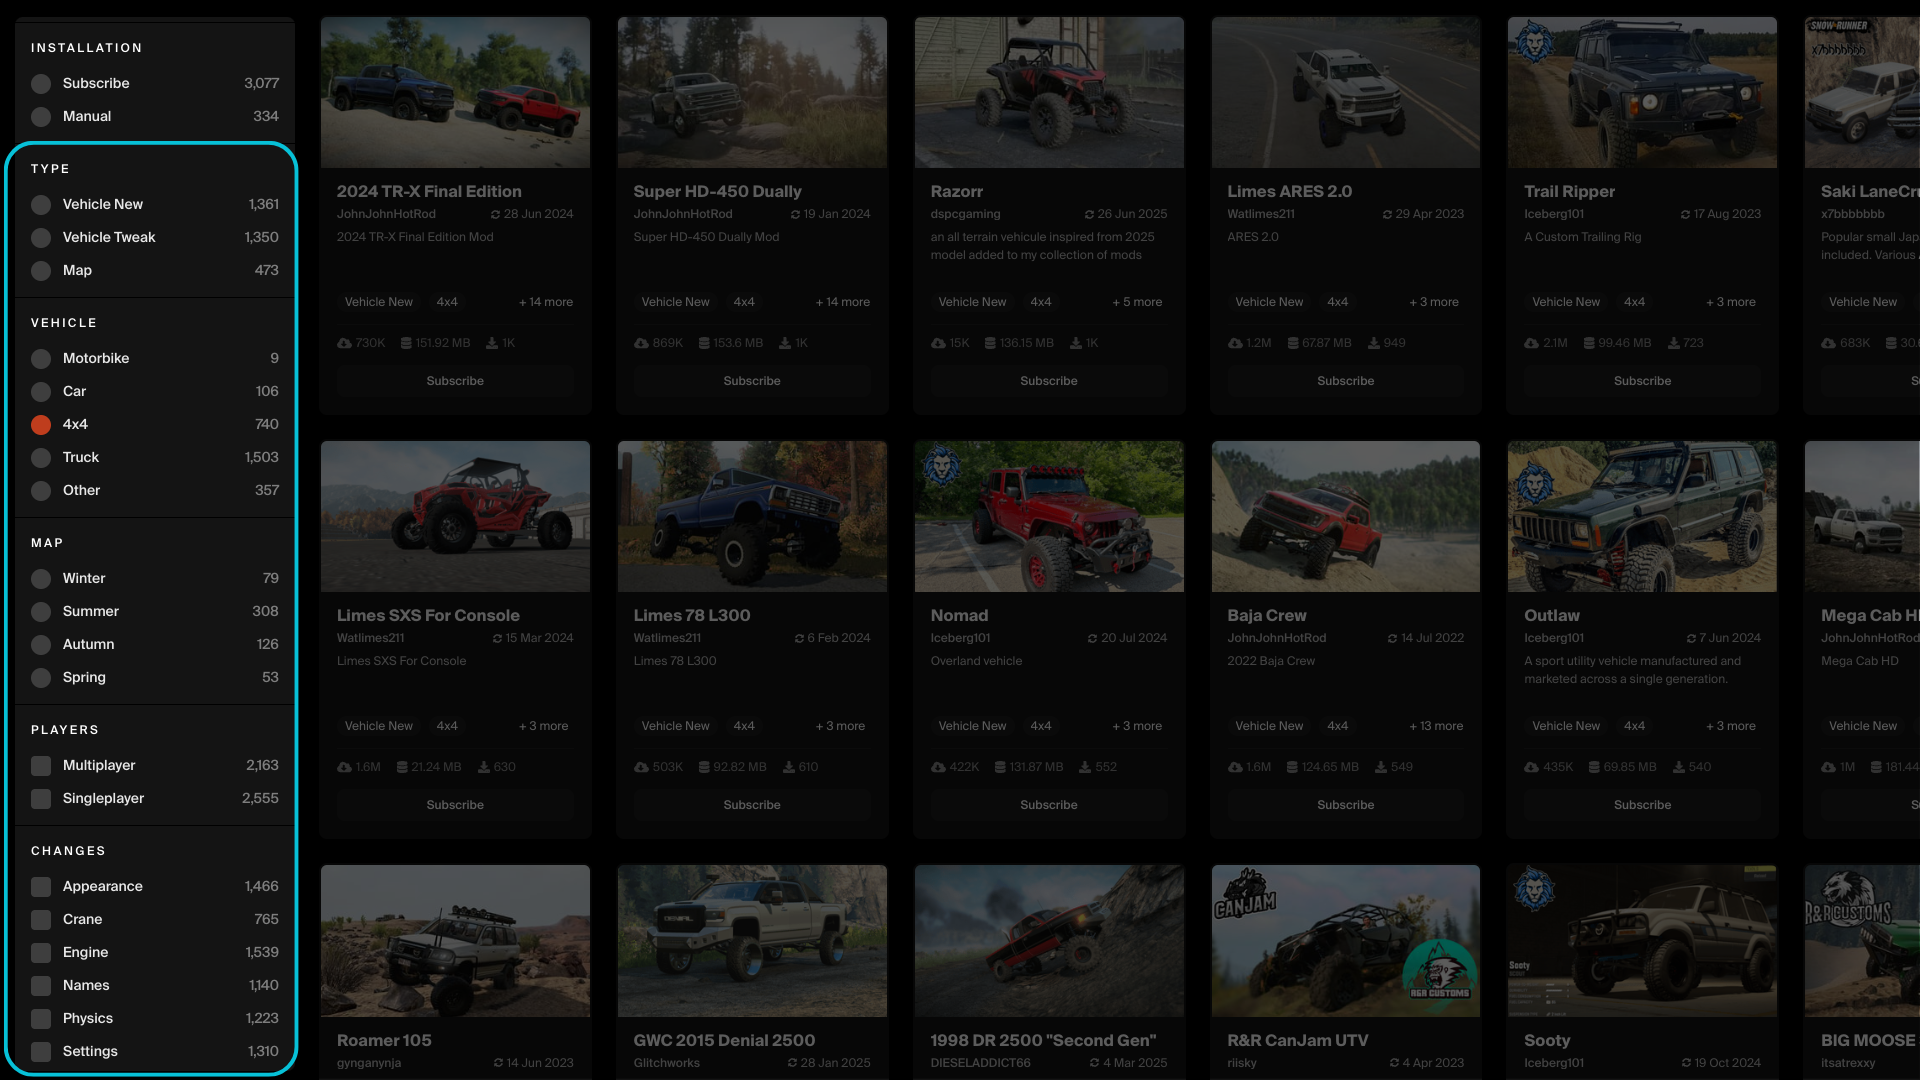 INSTALLATION
Subscribe 3,077
Manual 334
TYPE
Vehicle New 1,361
Vehicle Tweak 1,350
Map 473
VEHICLE
Motorbike 9
Car 106
4x4 740
Truck 1,503
Other 357
MAP
Winter 79
Summer 308
Autumn 126
Spring 53
PLAYERS
Multiplayer 2,163
Singleplayer 2,555
CHANGES
Appearance 1,466
Crane 765
Engine 1,539
Names 1,140
Physics 1,223
Settings 1,310
2024 TR-X Final Edition
JohnJohnHotRod 28 Jun 2024
2024 TR-X Final Edition Mod
Vehicle New 4x4 + 14 more
730K 151.92 MB 1K
Subscribe
Super HD-450 Dually
JohnJohnHotRod 19 Jan 2024
Super HD-450 Dually Mod
Vehicle New 4x4 + 14 more
869K 153.6 MB 1K
Subscribe
Razorr
dspcgaming 26 Jun 2025
an all terrain vehicule inspired from 2025
model added to my collection of mods
Vehicle New 4x4 + 5 more
15K 136.15 MB 1K
Subscribe
Limes ARES 2.0
Watlimes211 29 Apr 2023
ARES 2.0
Vehicle New 4x4 + 3 more
1.2M 67.87 MB 949
Subscribe
Trail Ripper
Iceberg101 17 Aug 2023
A Custom Trailing Rig
Vehicle New 4x4 + 3 more
2.1M 99.46 MB 723
Subscribe
SNOW RUNNER
x7bbbbbbb
Saki LaneCr
x7bbbbbbb
Popular small Jap
included. Various
Vehicle New
683K 30.
S
Limes SXS For Console
Watlimes211 15 Mar 2024
Limes SXS For Console
Vehicle New 4x4 + 3 more
1.6M 21.24 MB 630
Subscribe
Limes 78 L300
Watlimes211 6 Feb 2024
Limes 78 L300
Vehicle New 4x4 + 3 more
503K 92.82 MB 610
Subscribe
Nomad
Iceberg101 20 Jul 2024
Overland vehicle
Vehicle New 4x4 + 3 more
422K 131.87 MB 552
Subscribe
Baja Crew
JohnJohnHotRod 14 Jul 2022
2022 Baja Crew
Vehicle New 4x4 + 13 more
1.6M 124.65 MB 549
Subscribe
Outlaw
Iceberg101 7 Jun 2024
A sport utility vehicle manufactured and
marketed across a single generation.
Vehicle New 4x4 + 3 more
435K 69.85 MB 540
Subscribe
Mega Cab H
JohnJohnHotRod
Mega Cab HD
Vehicle New
1M 181.44
S
Roamer 105
gynganynja 14 Jun 2023
DENIAL
GWC 2015 Denial 2500
Glitchworks 28 Jan 2025
1998 DR 2500 "Second Gen"
DIESELADDICT66 4 Mar 2025
CANJAM
R&R CUSTOMS
R&R CanJam UTV
riisky 4 Apr 2023
Sooty
Sooty
Iceberg101 19 Oct 2024
R&R CUSTOMS
BIG MOOSE
itsatrexxy